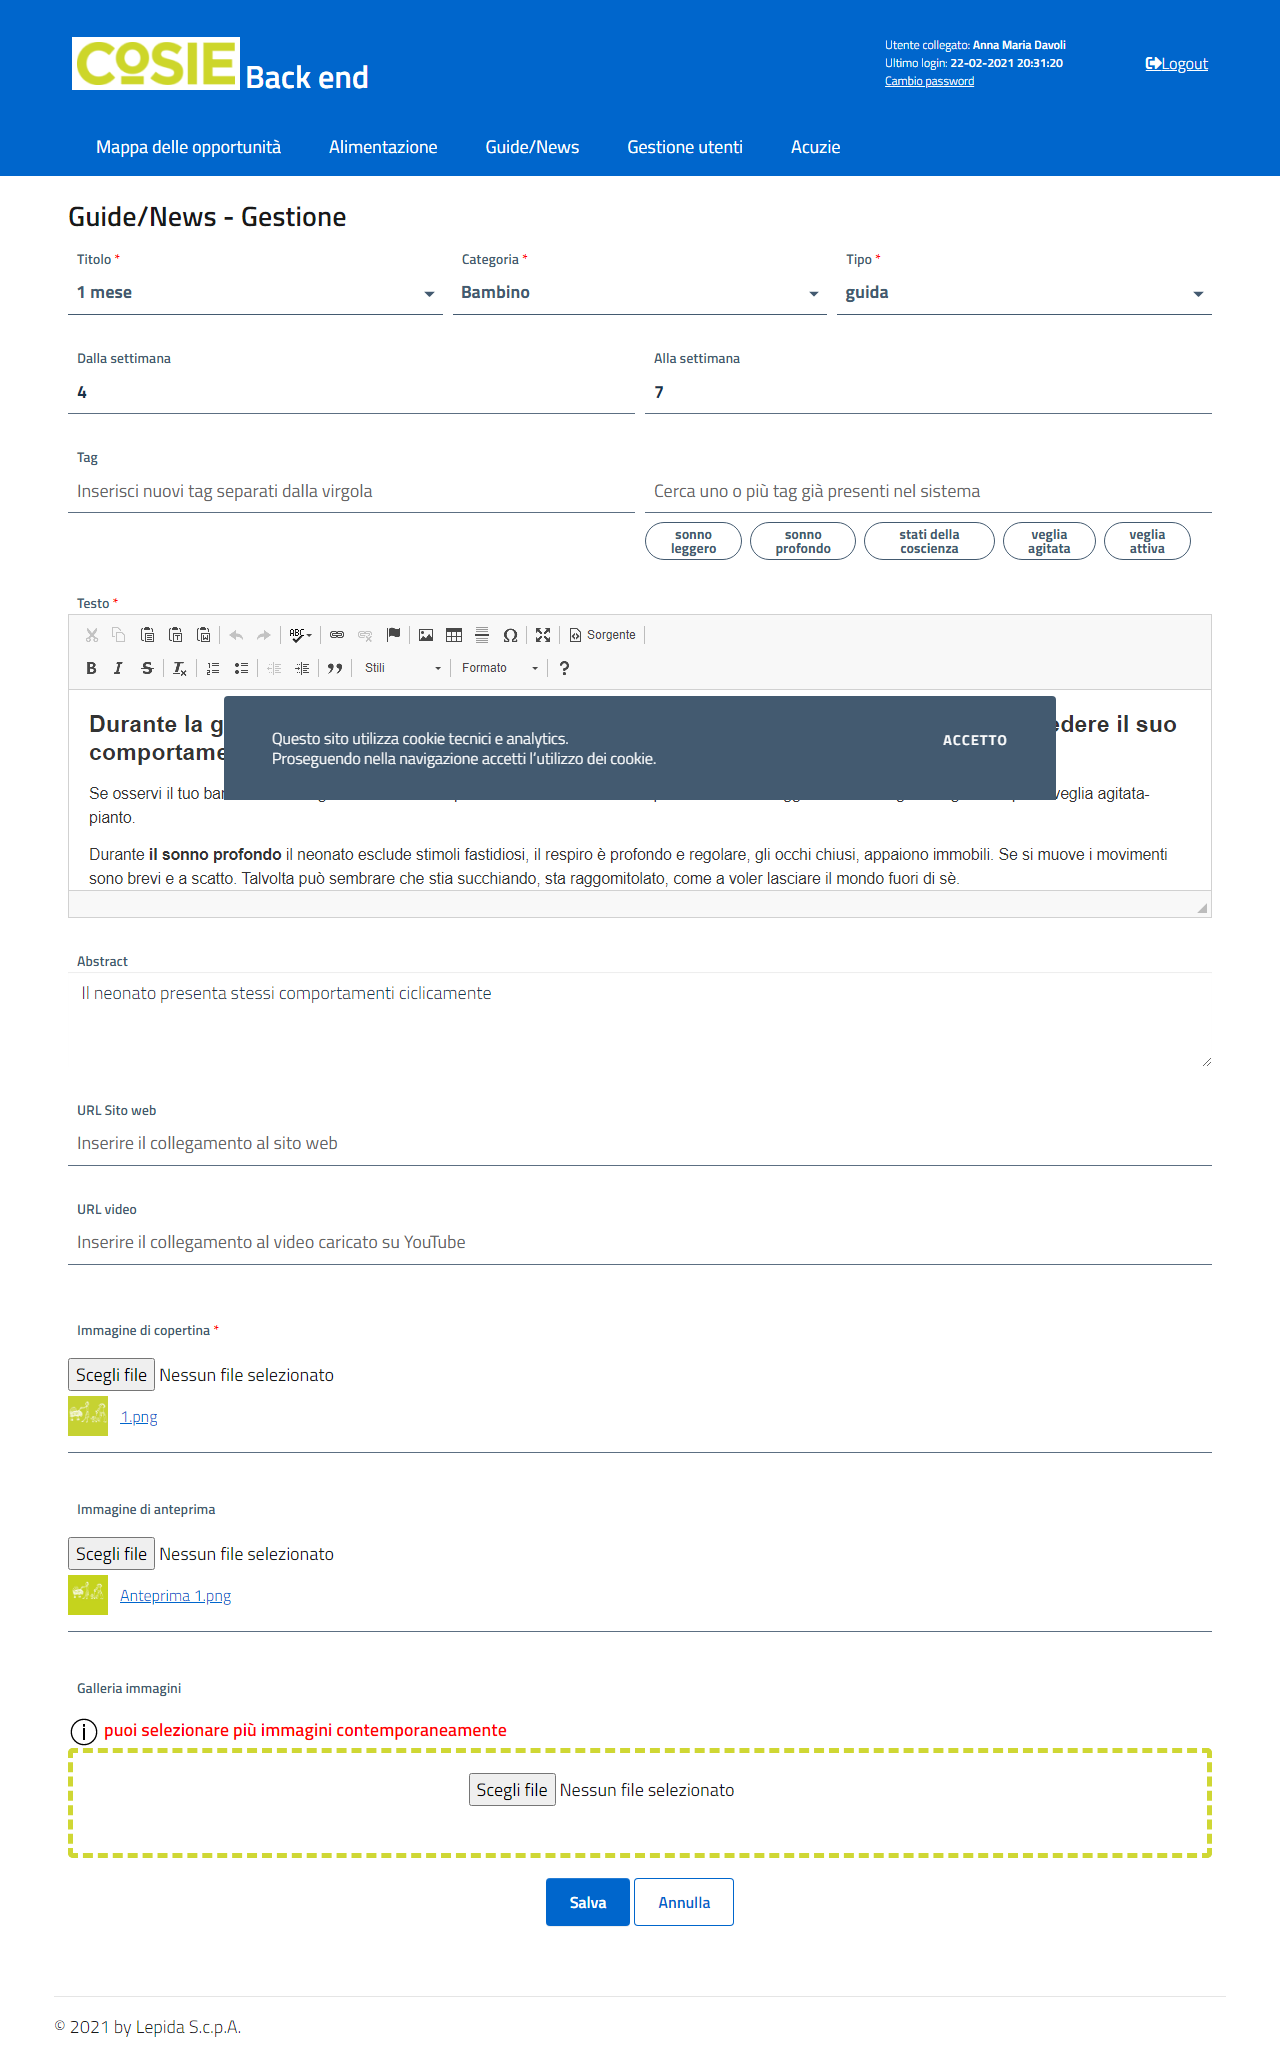 COSIE Back end
Utente collegato: Anna Maria Davoli
Ultimo login: 22-02-2021 20:31:20
Cambio password
Logout
Mappa delle opportunità Alimentazione Guide/News Gestione utenti Acuzie
Guide/News - Gestione
Titolo * Categoria * Tipo *
1 mese Bambino guida
Dalla settimana Alla settimana
4 7
Tag
Inserisci nuovi tag separati dalla virgola Cerca uno o più tag già presenti nel sistema
sonno leggero
sonno profondo
stati della coscienza
veglia agitata
veglia attiva
Testo *
ABC Ω Sorgente
B I S Tx Stili Formato ?
Durante la g edere il suo
comportame
Questo sito utilizza cookie tecnici e analytics.
Proseguendo nella navigazione accetti l'utilizzo dei cookie.
ACCETTO
Se osservi il tuo veglia agitata-
pianto.
Durante il sonno profondo il neonato esclude stimoli fastidiosi, il respiro è profondo e regolare, gli occhi chiusi, appaiono immobili. Se si muove i movimenti
sono brevi e a scatto. Talvolta può sembrare che stia succhiando, sta raggomitolato, come a voler lasciare il mondo fuori di sè.
Abstract
Il neonato presenta stessi comportamenti ciclicamente
URL Sito web
Inserire il collegamento al sito web
URL video
Inserire il collegamento al video caricato su YouTube
Immagine di copertina *
Scegli file Nessun file selezionato
1.png
Immagine di anteprima
Scegli file Nessun file selezionato
Anteprima 1.png
Galleria immagini
puoi selezionare più immagini contemporaneamente
Scegli file Nessun file selezionato
Salva Annulla
© 2021 by Lepida S.c.p.A.